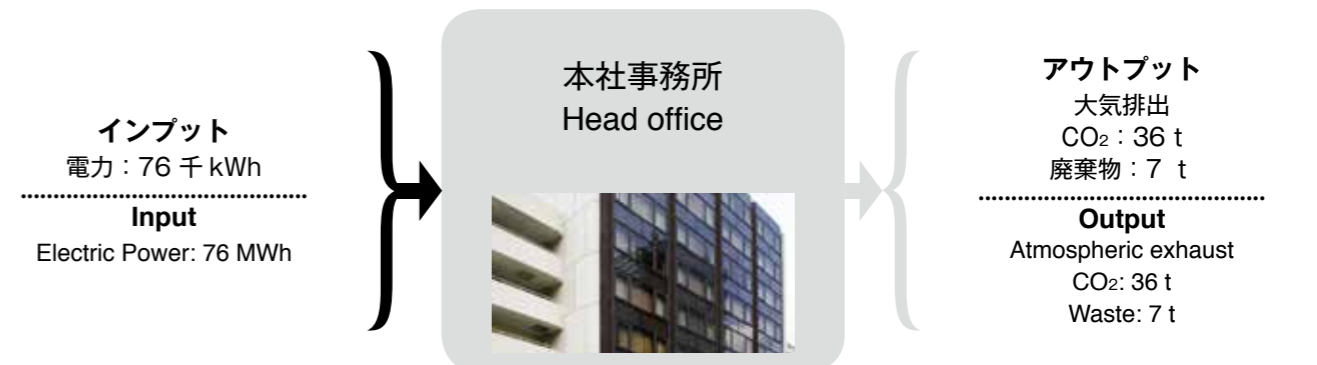 インプット
電力：76 千 kWh
Input
Electric Power: 76 MWh
本社事務所
Head office
アウトプット
大気排出
CO₂：36 t
廃棄物：7 t
Output
Atmospheric exhaust
CO₂: 36 t
Waste: 7 t